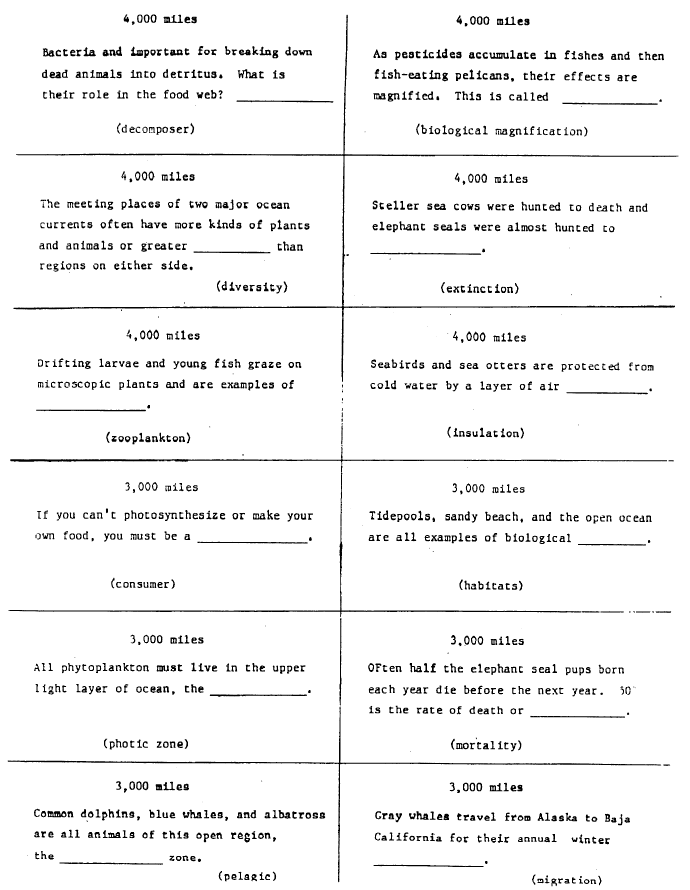 4,000 miles
Bacteria and important for breaking down
dead animals into detritus. What is
their role in the food web? ____________
(decomposer)
4,000 miles
As pesticides accumulate in fishes and then
fish-eating pelicans, their effects are
magnified. This is called ____________.
(biological magnification)
4,000 miles
The meeting places of two major ocean
currents often have more kinds of plants
and animals or greater __________ than
regions on either side.
(diversity)
4,000 miles
Steller sea cows were hunted to death and
elephant seals were almost hunted to
______________.
(extinction)
4,000 miles
Drifting larvae and young fish graze on
microscopic plants and are examples of
______________.
(zooplankton)
4,000 miles
Seabirds and sea otters are protected from
cold water by a layer of air __________.
(insulation)
3,000 miles
If you can't photosynthesize or make your
own food, you must be a ______________.
(consumer)
3,000 miles
Tidepools, sandy beach, and the open ocean
are all examples of biological _________.
(habitats)
3,000 miles
All phytoplankton must live in the upper
light layer of ocean, the ____________.
(photic zone)
3,000 miles
OFten half the elephant seal pups born
each year die before the next year.
is the rate of death or ____________.
(mortality)
3,000 miles
Common dolphins, blue whales, and albatross
are all animals of this open region,
the _____________ zone.
(pelagic)
3,000 miles
Gray whales travel from Alaska to Baja
California for their annual winter
______________.
(migration)